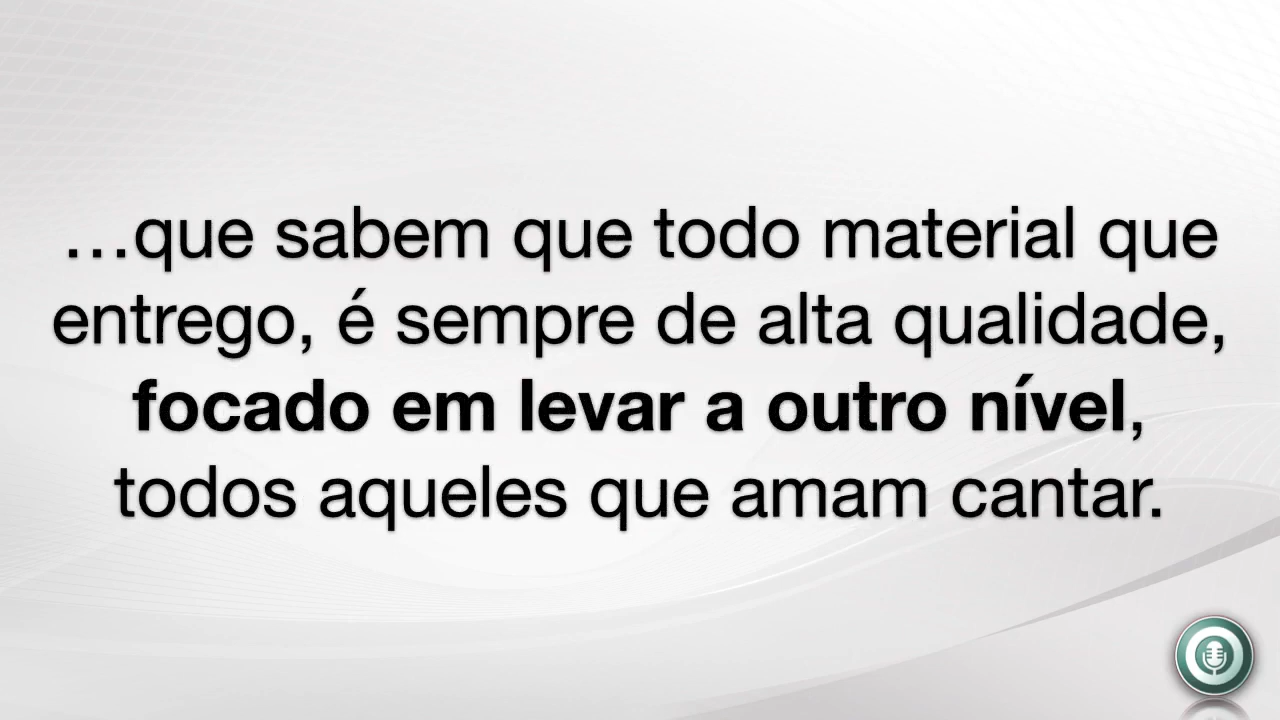 …que sabem que todo material que
entrego, é sempre de alta qualidade,
focado em levar a outro nível,
todos aqueles que amam cantar.